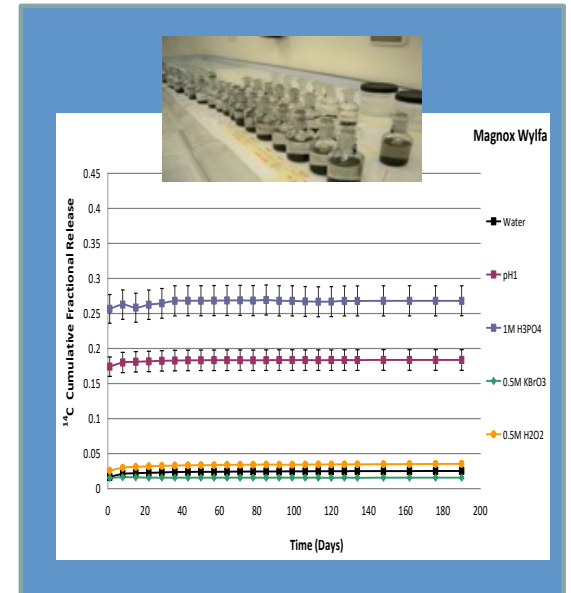 Magnox Wylfa
0.45
0.4
0.35
0.3
0.25
0.2
0.15
0.1
0.05
0
¹⁴C Cumulative Fractional Release
0 20 40 60 80 100 120 140 160 180 200
Time (Days)
Water
pH1
1M H3PO4
0.5M KBrO3
0.5M H2O2